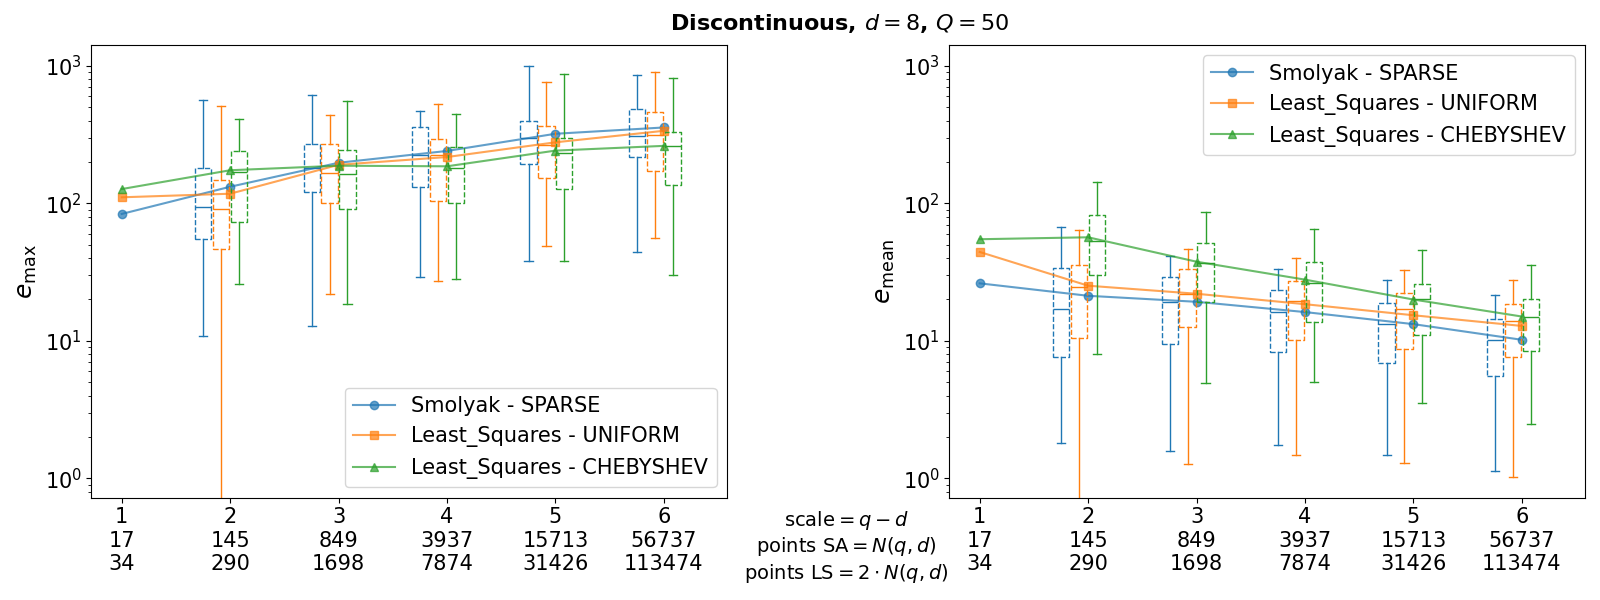 Discontinuous, d = 8, Q = 50
10³
10²
10¹
10⁰
e_max
Smolyak - SPARSE
Least_Squares - UNIFORM
Least_Squares - CHEBYSHEV
1 2 3 4 5 6
17 145 849 3937 15713 56737
34 290 1698 7874 31426 113474
scale = q − d
points SA = N(q, d)
points LS = 2 · N(q, d)
10³
10²
10¹
10⁰
e_mean
Smolyak - SPARSE
Least_Squares - UNIFORM
Least_Squares - CHEBYSHEV
1 2 3 4 5 6
17 145 849 3937 15713 56737
34 290 1698 7874 31426 113474